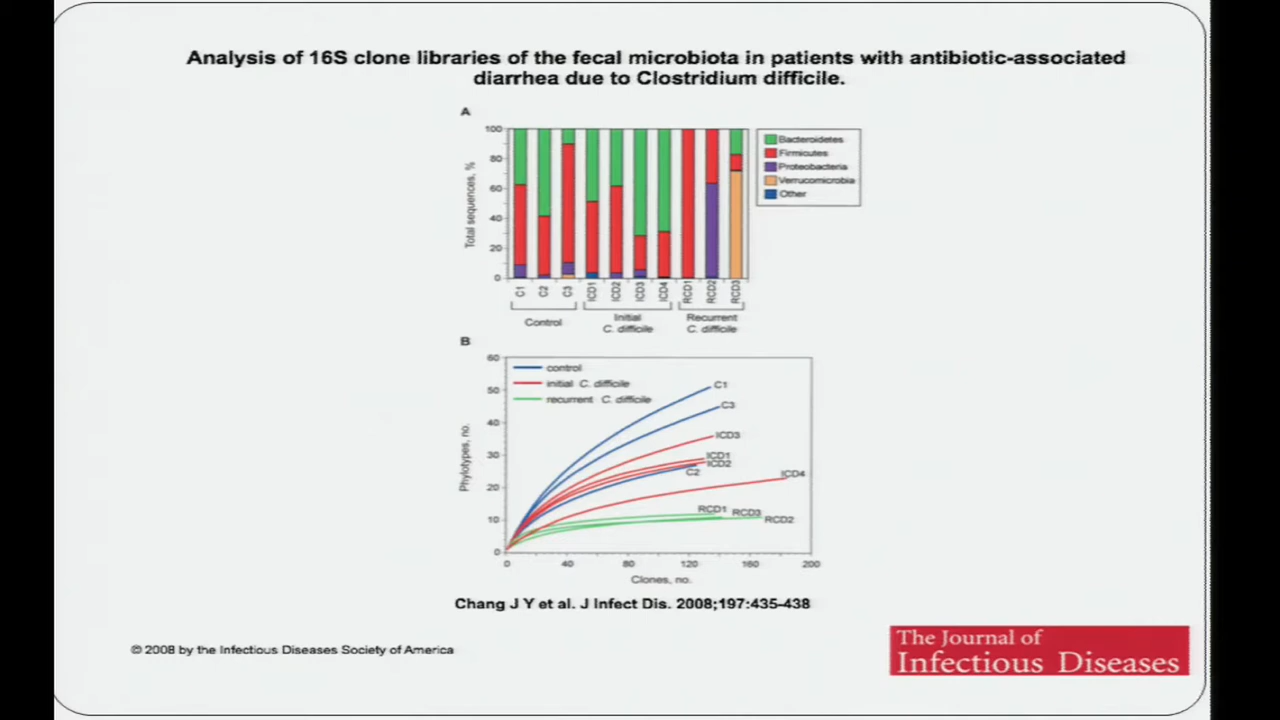 Analysis of 16S clone libraries of the fecal microbiota in patients with antibiotic-associated
diarrhea due to Clostridium difficile.
A
Total sequences, %
100
80
60
40
20
0
Bacteroidetes
Firmicutes
Proteobacteria
Verrucomicrobia
Other
C1
C2
C3
ICD1
ICD2
ICD3
ICD4
RCD1
RCD2
RCD3
Control
Initial
C. difficile
Recurrent
C. difficile
B
Phylotypes, no.
60
50
40
30
20
10
0
control
initial C. difficile
recurrent C. difficile
C1
C3
ICD3
ICD1
ICD2
C2
ICD4
RCD1
RCD3
RCD2
0 40 80 120 160 200
Clones, no.
Chang J Y et al. J Infect Dis. 2008;197:435-438
© 2008 by the Infectious Diseases Society of America
The Journal of
Infectious Diseases